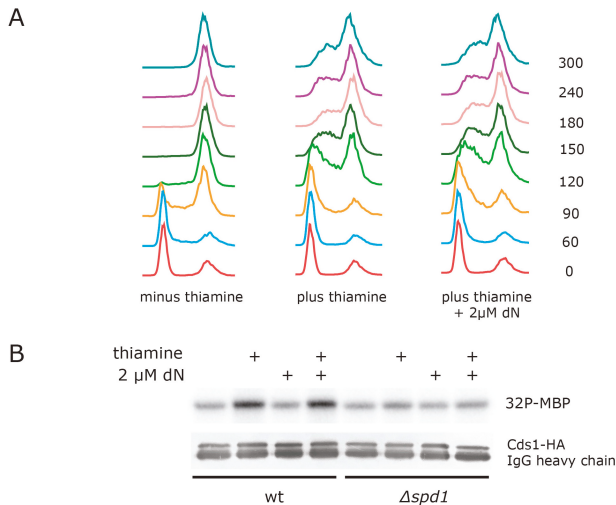 A
300
240
180
150
120
90
60
0
minus thiamine
plus thiamine
plus thiamine
+ 2µM dN
B
thiamine + + + +
2 µM dN + + + +
32P-MBP
Cds1-HA
IgG heavy chain
wt
Δspd1